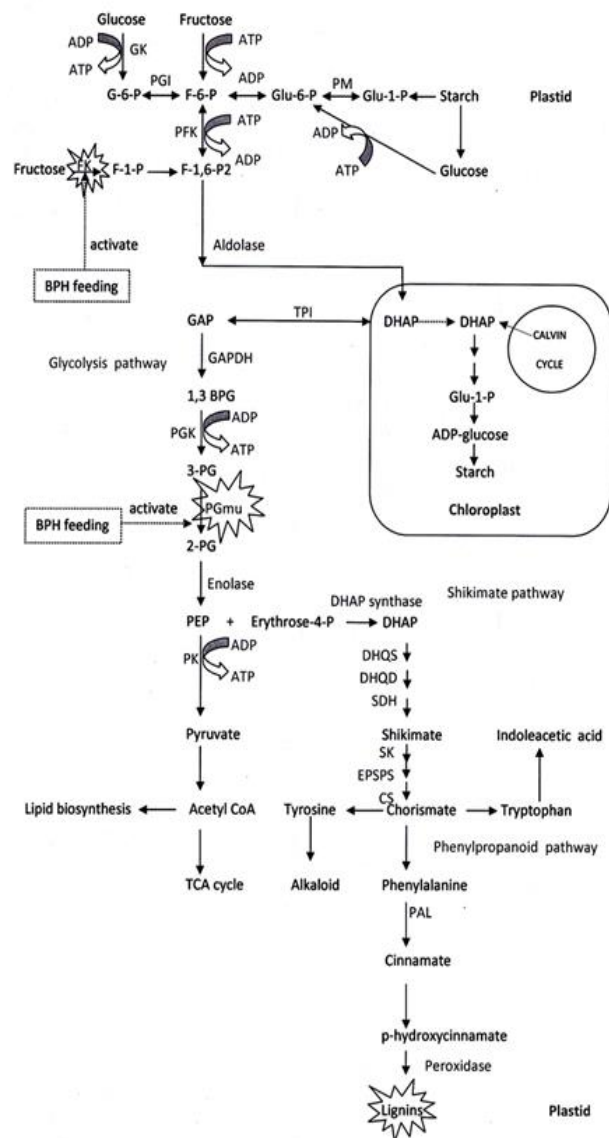 Glucose Fructose
ADP GK ATP
ATP PGI ADP
G-6-P F-6-P Glu-6-P PM Glu-1-P Starch Plastid
PFK ATP ADP
ADP ATP Glucose
Fructose FK F-1-P F-1,6-P2
activate
BPH feeding
Aldolase
GAP TPI DHAP DHAP CALVIN
CYCLE
Glycolysis pathway GAPDH
Glu-1-P
1,3 BPG
ADP-glucose
PGK ADP
ATP
Starch
3-PG
Chloroplast
activate PGmu
BPH feeding
2-PG
Enolase
DHAP synthase Shikimate pathway
PEP + Erythrose-4-P DHAP
PK ADP
ATP
DHQS
DHQD
SDH
Pyruvate Shikimate Indoleacetic acid
SK
EPSPS
CS
Lipid biosynthesis Acetyl CoA Tyrosine Chorismate Tryptophan
Phenylpropanoid pathway
TCA cycle Alkaloid Phenylalanine
PAL
Cinnamate
p-hydroxycinnamate
Peroxidase
Lignins Plastid